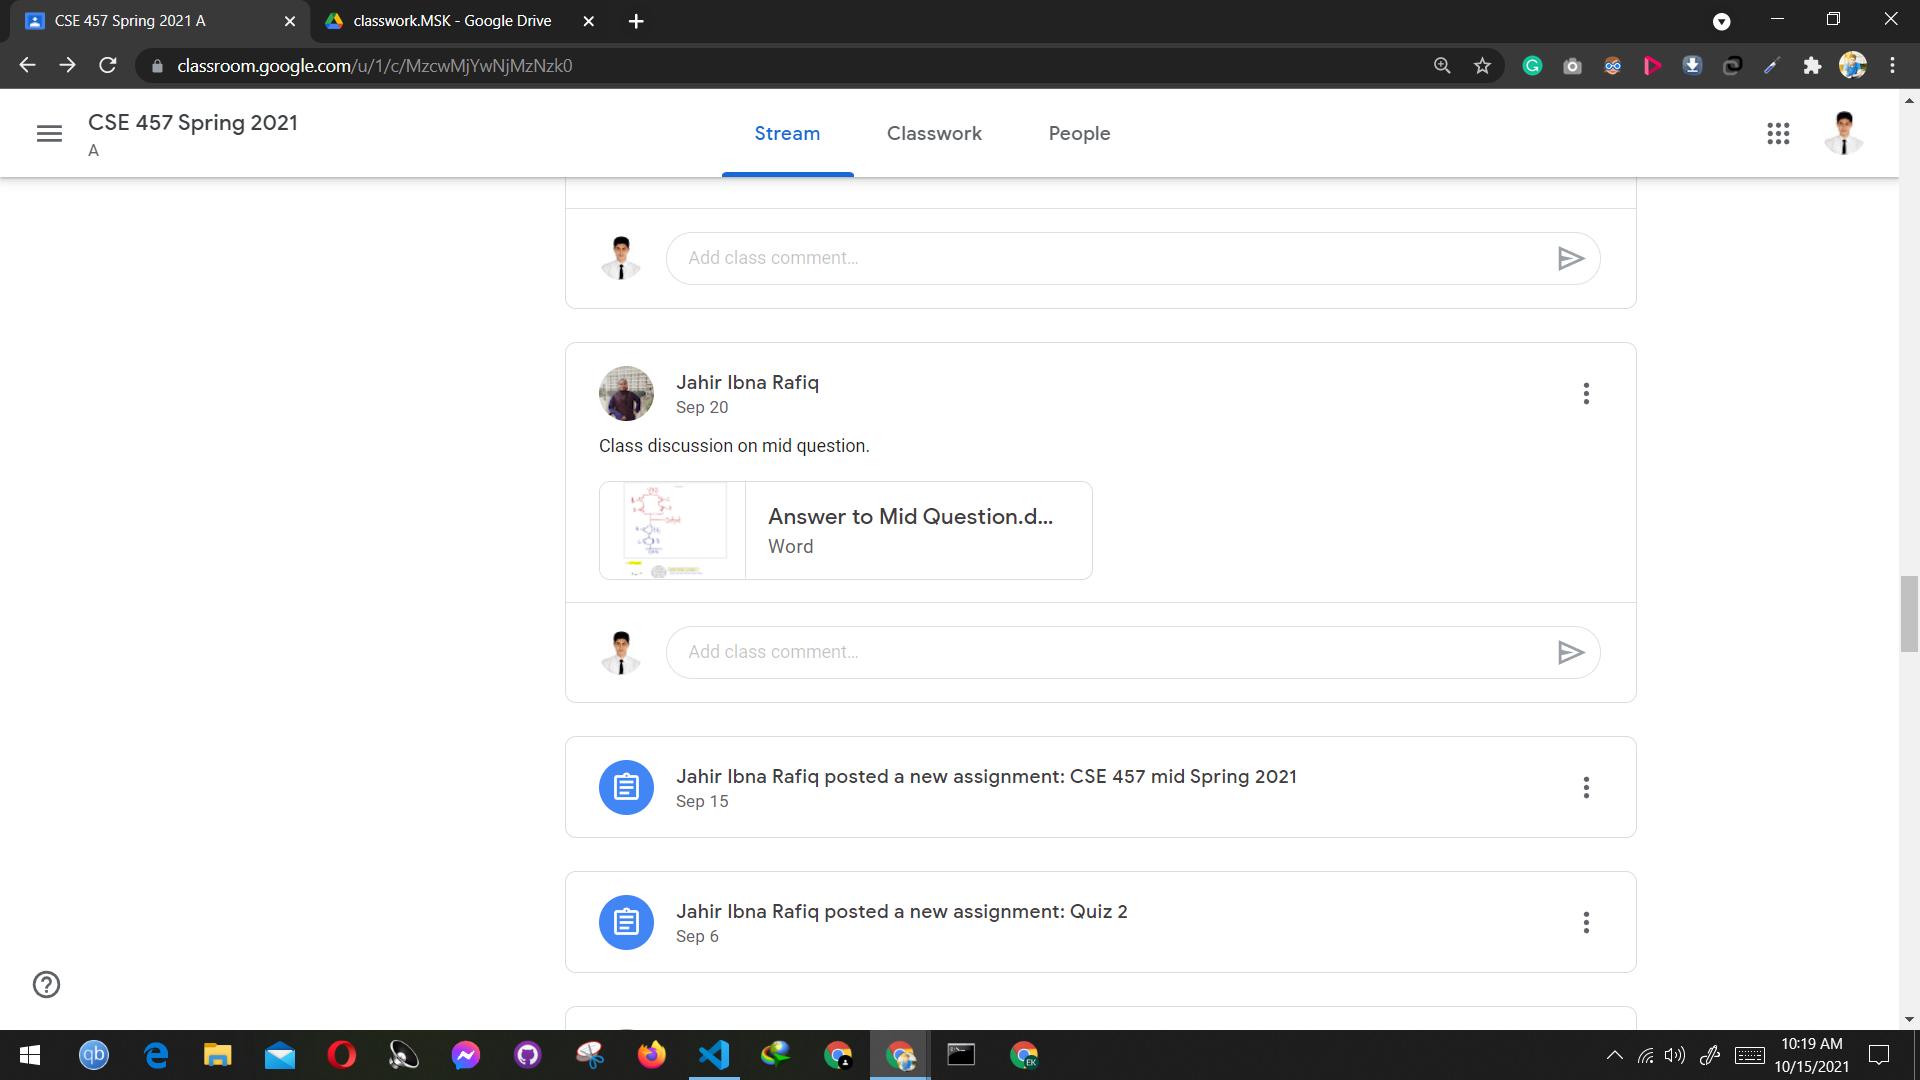 CSE 457 Spring 2021 A
classwork.MSK - Google Drive
classroom.google.com/u/1/c/MzcwMjYwNjMzNzk0
CSE 457 Spring 2021
A
Stream
Classwork
People
Add class comment...
Jahir Ibna Rafiq
Sep 20
Class discussion on mid question.
Answer to Mid Question.d...
Word
Add class comment...
Jahir Ibna Rafiq posted a new assignment: CSE 457 mid Spring 2021
Sep 15
Jahir Ibna Rafiq posted a new assignment: Quiz 2
Sep 6
qb
EK
10:19 AM
10/15/2021